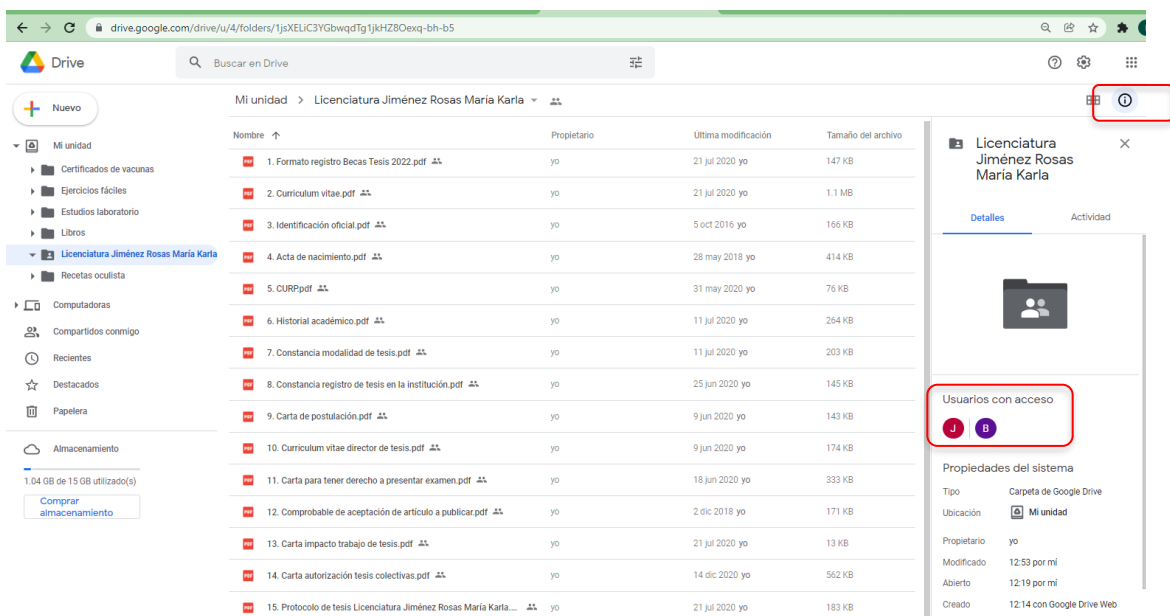 drive.google.com/drive/u/4/folders/1jsXELiC3YGbwqdTg1jkHZ8Oexq-bh-b5
Drive
Buscar en Drive
Nuevo
Mi unidad
Certificados de vacunas
Ejercicios fáciles
Estudios laboratorio
Libros
Licenciatura Jiménez Rosas María Karla
Recetas oculista
Computadoras
Compartidos conmigo
Recientes
Destacados
Papelera
Almacenamiento
1.04 GB de 15 GB utilizado(s)
Comprar
almacenamiento
Mi unidad > Licenciatura Jiménez Rosas María Karla
Nombre Propietario Última modificación Tamaño del archivo
PDF 1. Formato registro Becas Tesis 2022.pdf yo 21 jul 2020 yo 147 KB
PDF 2. Curriculum vitae.pdf yo 21 jul 2020 yo 1.1 MB
PDF 3. Identificación oficial.pdf yo 5 oct 2016 yo 166 KB
PDF 4. Acta de nacimiento.pdf yo 28 may 2018 yo 414 KB
PDF 5. CURP.pdf yo 31 may 2020 yo 76 KB
PDF 6. Historial académico.pdf yo 11 jul 2020 yo 264 KB
PDF 7. Constancia modalidad de tesis.pdf yo 11 jul 2020 yo 203 KB
PDF 8. Constancia registro de tesis en la institución.pdf yo 25 jun 2020 yo 145 KB
PDF 9. Carta de postulación.pdf yo 9 jun 2020 yo 143 KB
PDF 10. Curriculum vitae director de tesis.pdf yo 9 jun 2020 yo 174 KB
PDF 11. Carta para tener derecho a presentar examen.pdf yo 18 jun 2020 yo 333 KB
PDF 12. Comprobable de aceptación de artículo a publicar.pdf yo 2 dic 2018 yo 171 KB
PDF 13. Carta impacto trabajo de tesis.pdf yo 21 jul 2020 yo 13 KB
PDF 14. Carta autorización tesis colectivas.pdf yo 14 dic 2020 yo 562 KB
PDF 15. Protocolo de tesis Licenciatura Jiménez Rosas María Karla.... yo 21 jul 2020 yo 183 KB
Licenciatura
Jiménez Rosas
María Karla
Detalles Actividad
Usuarios con acceso
J B
Propiedades del sistema
Tipo Carpeta de Google Drive
Ubicación Mi unidad
Propietario yo
Modificado 12:53 por mí
Abierto 12:19 por mí
Creado 12:14 con Google Drive Web